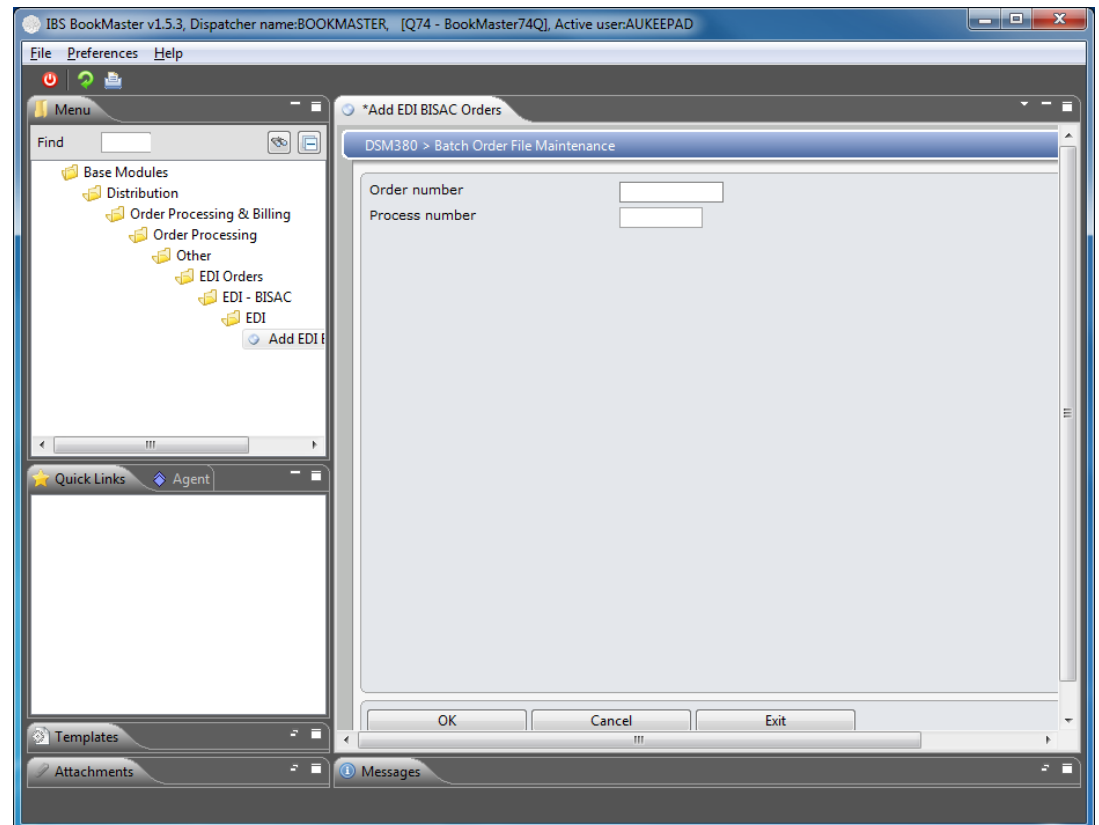 IBS BookMaster v1.5.3, Dispatcher name:BOOKMASTER, [Q74 - BookMaster74Q], Active user:AUKEEPAD
File Preferences Help
Menu
Find
Base Modules
Distribution
Order Processing & Billing
Order Processing
Other
EDI Orders
EDI - BISAC
EDI
Add EDI
Quick Links Agent
Templates
Attachments
*Add EDI BISAC Orders
DSM380 > Batch Order File Maintenance
Order number
Process number
OK Cancel Exit
Messages